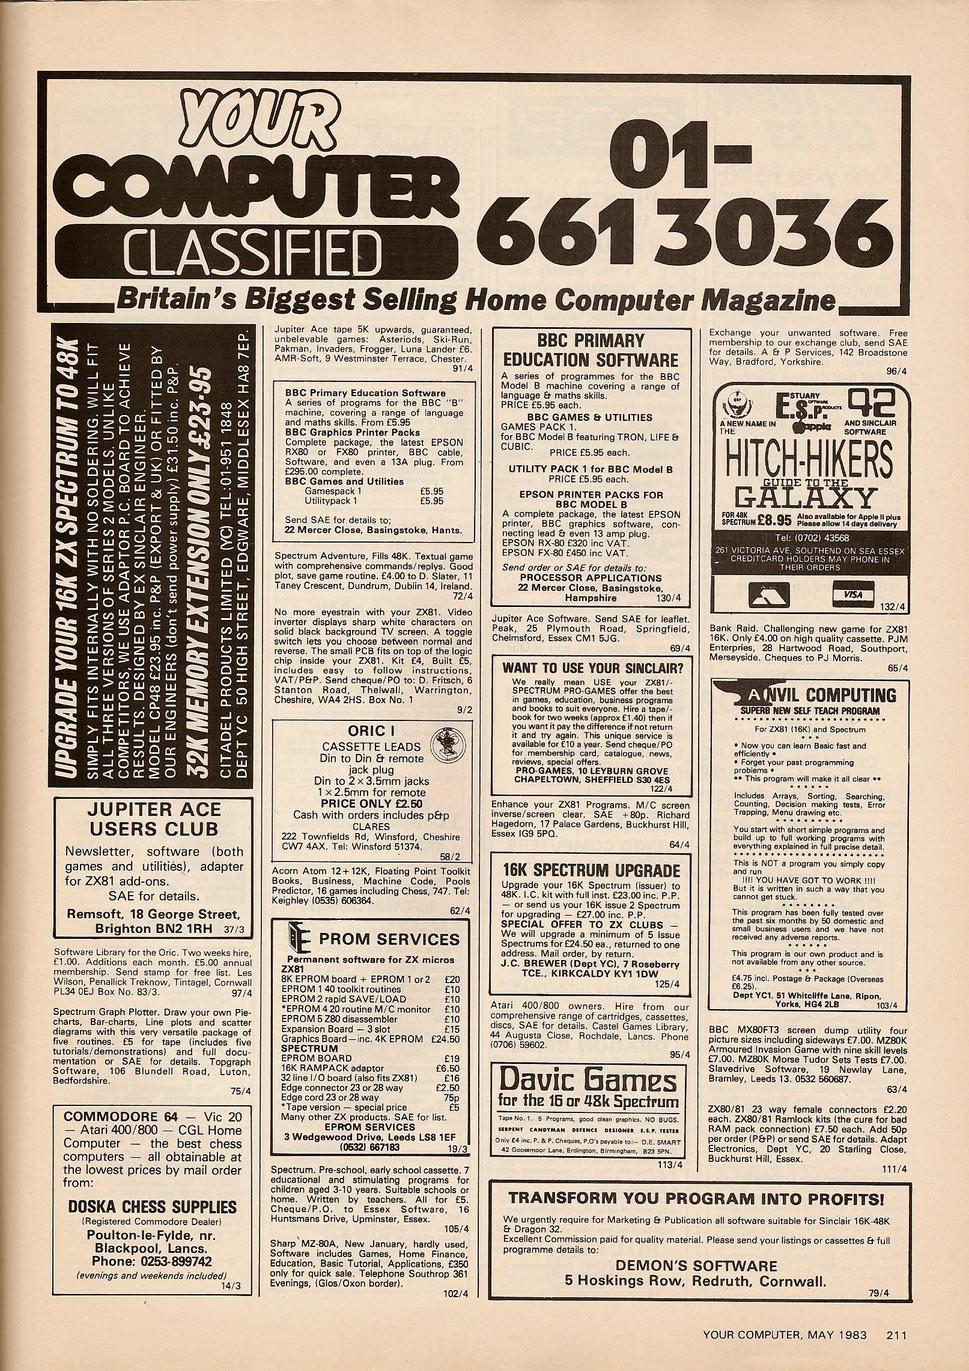 YOUR
COMPUTER
CLASSIFIED
01-
661 3036
Britain's Biggest Selling Home Computer Magazine
UPGRADE YOUR 16K ZX SPECTRUM TO 48K
SIMPLY FITS INTERNALLY WITH NO SOLDERING. WILL FIT
ALL THREE VERSIONS OF SERIES 2 MODELS. UNLIKE
COMPETITORS WE USE ADAPTOR P.C. BOARD TO ACHIEVE
RESULTS. DESIGNED BY EX SINCLAIR ENGINEER.
MODEL CP48 £23.95 inc. P&P (EXPORT & UK) OR FITTED BY
OUR ENGINEERS (don't send power supply) £31.50 inc. P&P.
32K MEMORY EXTENSION ONLY £23·95
CITADEL PRODUCTS LIMITED (YC) TEL:01-951 1848
DEPT YC 50 HIGH STREET, EDGWARE, MIDDLESEX HA8 7EP.
JUPITER ACE
USERS CLUB
Newsletter, software (both
games and utilities), adapter
for ZX81 add-ons.
SAE for details.
Remsoft, 18 George Street,
Brighton BN2 1RH 37/3
Software Library for the Oric. Two weeks hire,
£1.00. Additions each month. £5.00 annual
membership. Send stamp for free list. Les
Wilson, Penallick Treknow, Tintagel, Cornwall
PL34 0EJ Box No. 83/3. 97/4
Spectrum Graph Plotter. Draw your own Pie-
charts, Bar-charts, Line plots and scatter
diagrams with this very versatile package of
five routines. £5 for tape (includes five
tutorials/demonstrations) and full docu-
mentation or SAE for details. Topgraph
Software, 106 Blundell Road, Luton,
Bedfordshire.
75/4
COMMODORE 64 — Vic 20
— Atari 400/800 — CGL Home
Computer — the best chess
computers — all obtainable at
the lowest prices by mail order
from:
DOSKA CHESS SUPPLIES
(Registered Commodore Dealer)
Poulton-le-Fylde, nr.
Blackpool, Lancs.
Phone: 0253-899742
(evenings and weekends included)
14/3
Jupiter Ace tape 5K upwards, guaranteed,
unbelevable games: Asteriods, Ski-Run,
Pakman, Invaders, Frogger, Luna Lander £6.
AMR-Soft, 9 Westminster Terrace, Chester.
91/4
BBC Primary Education Software
A series of programs for the BBC "B"
machine, covering a range of language
and maths skills. From £5.95
BBC Graphics Printer Packs
Complete package, the latest EPSON
RX80 or FX80 printer, BBC cable,
Software, and even a 13A plug. From
£295.00 complete.
BBC Games and Utilities
Gamespack 1 £5.95
Utilitypack 1 £5.95
Send SAE for details to;
22 Mercer Close, Basingstoke, Hants.
Spectrum Adventure, Fills 48K. Textual game
with comprehensive commands/replys. Good
plot, save game routine. £4.00 to D. Slater, 11
Taney Crescent, Dundrum, Dublin 14, Ireland.
72/4
No more eyestrain with your ZX81. Video
inverter displays sharp white characters on
solid black background TV screen. A toggle
switch lets you choose between normal and
reverse. The small PCB fits on top of the logic
chip inside your ZX81. Kit £4, Built £5,
includes easy to follow instructions,
VAT/P&P. Send cheque/PO to: D. Fritsch, 6
Stanton Road, Thelwall, Warrington,
Cheshire, WA4 2HS. Box No. 1
9/2
ORIC I
CASSETTE LEADS
Din to Din & remote
jack plug
Din to 2×3.5mm jacks
1×2.5mm for remote
PRICE ONLY £2.50
Cash with orders includes p&p
CLARES
222 Townfields Rd, Winsford, Cheshire
CW7 4AX. Tel: Winsford 51374.
58/2
Acorn Atom 12+12K, Floating Point Toolkit
Books, Business, Machine Code, Pools
Predictor, 16 games including Chess, 747. Tel:
Keighley (0535) 606364.
62/4
PROM SERVICES
Permanent software for ZX micros
ZX81
8K EPROM board + EPROM 1 or 2 £20
EPROM 1 40 toolkit routines £10
EPROM 2 rapid SAVE/LOAD £10
*EPROM 4 20 routine M/C monitor £10
EPROM 5 Z80 disassembler £10
Expansion Board — 3 slot £15
Graphics Board — inc. 4K EPROM £24.50
SPECTRUM
EPROM BOARD £19
16K RAMPACK adaptor £6.50
32 line I/O board (also fits ZX81) £16
Edge connector 23 or 28 way £2.50
Edge cord 23 or 28 way 75p
*Tape version – special price £5
Many other ZX products. SAE for list.
EPROM SERVICES
3 Wedgewood Drive, Leeds LS8 1EF
(0532) 667183 19/3
Spectrum. Pre-school, early school cassette. 7
educational and stimulating programs for
children aged 3-10 years. Suitable schools or
home. Written by teachers. All for £5.
Cheque/P.O. to Essex Software, 16
Huntsmans Drive, Upminster, Essex.
105/4
Sharp MZ-80A, New January, hardly used,
Software includes Games, Home Finance,
Education, Basic Tutorial, Applications, £350
only for quick sale. Telephone Southrop 361
Evenings, (Glos/Oxon border).
102/4
BBC PRIMARY
EDUCATION SOFTWARE
A series of programmes for the BBC
Model B machine covering a range of
language & maths skills.
PRICE £5.95 each.
BBC GAMES & UTILITIES
GAMES PACK 1.
for BBC Model B featuring TRON, LIFE &
CUBIC.
PRICE £5.95 each.
UTILITY PACK 1 for BBC Model B
PRICE £5.95 each.
EPSON PRINTER PACKS FOR
BBC MODEL B
A complete package, the latest EPSON
printer, BBC graphics software, con-
necting lead & even 13 amp plug.
EPSON RX-80 £320 inc VAT.
EPSON FX-80 £450 inc VAT.
Send order or SAE for details to:
PROCESSOR APPLICATIONS
22 Mercer Close, Basingstoke,
Hampshire 130/4
Jupiter Ace Software. Send SAE for leaflet.
Peak, 25 Plymouth Road, Springfield,
Chelmsford, Essex CM1 5JG.
69/4
WANT TO USE YOUR SINCLAIR?
We really mean USE your ZX81/-
SPECTRUM PRO-GAMES offer the best
in games, education, business programs
and books to suit everyone. Hire a tape/-
book for two weeks (approx £1.40) then if
you want it pay the difference if not return
it and try again. This unique service is
available for £10 a year. Send cheque/PO
for membership card, catalogue, news,
reviews, special offers.
PRO-GAMES, 10 LEYBURN GROVE
CHAPELTOWN, SHEFFIELD S30 4ES
122/4
Enhance your ZX81 Programs. M/C screen
inverse/screen clear. SAE +80p. Richard
Hagedorn, 17 Palace Gardens, Buckhurst Hill,
Essex IG9 5PQ.
64/4
16K SPECTRUM UPGRADE
Upgrade your 16K Spectrum (issuer) to
48K. I.C kit with full inst. £23.00 inc. P.P.
— or send us your 16K issue 2 Spectrum
for upgrading — £27.00 inc. P.P.
SPECIAL OFFER TO ZX CLUBS —
We will upgrade a minimum of 5 Issue
Spectrums for £24.50 ea., returned to one
address. Mail order, by return.
J.C. BREWER (Dept YC), 7 Roseberry
TCE., KIRKCALDY KY1 1DW
125/4
Atari 400/800 owners. Hire from our
comprehensive range of cartridges, cassettes,
discs, SAE for details. Castel Games Library,
44 Augusta Close, Rochdale, Lancs. Phone
(0706) 59602.
95/4
Davic Games
for the 16 or 48k Spectrum
Tape No. 1. 5 Programs, good clean graphics. NO BUGS.
SERPENT CANDYMAN DEFENCE DESIGNER E.S.P. TESTER
Only £4 inc P. & P. Cheques, P.O's payable to:— D.E. SMART
42 Goosemoor Lane, Erdington, Birmingham, B23 5PN.
113/4
Exchange your unwanted software. Free
membership to our exchange club, send SAE
for details. A & P Services, 142 Broadstone
Way, Bradford, Yorkshire.
96/4
ESTUARY
SOFTWARE
PRODUCTS
E.S.P.
42
A NEW NAME IN
THE
apple
AND SINCLAIR
SOFTWARE
HITCH-HIKERS
GUIDE TO THE
GALAXY
FOR 48K
SPECTRUM £8.95 Also available for Apple II plus
Please allow 14 days delivery
Tel: (0702) 43568
261 VICTORIA AVE, SOUTHEND ON SEA ESSEX
CREDITCARD HOLDERS MAY PHONE IN
THEIR ORDERS
VISA
132/4
Bank Raid. Challenging new game for ZX81
16K. Only £4.00 on high quality cassette. PJM
Enterpries, 28 Hartwood Road, Southport,
Merseyside. Cheques to PJ Morris.
65/4
ANVIL COMPUTING
SUPERB NEW SELF TEACH PROGRAM
For ZX81 (16K) and Spectrum
• Now you can learn Basic fast and
efficiently •
• Forget your past programming
problems •
•• This program will make it all clear ••
Includes Arrays, Sorting, Searching,
Counting, Decision making tests, Error
Trapping, Menu drawing etc.
You start with short simple programs and
build up to full working programs with
everything explained in full precise detail.
This is NOT a program you simply copy
and run
!!!! YOU HAVE GOT TO WORK !!!!
But it is written in such a way that you
cannot get stuck.
This program has been fully tested over
the past six months by 50 domestic and
small business users and we have not
received any adverse reports.
This program is our own product and is
not available from any other source.
£4.75 incl. Postage & Package (Overseas
£6.25).
Dept YC1, 51 Whitcliffe Lane, Ripon,
Yorks, HG4 2LB 103/4
BBC MX80FT3 screen dump utility four
picture sizes including sideways £7.00. MZ80K
Armoured Invasion Game with nine skill levels
£7.00. MZ80K Morse Tudor Sets Tests £7.00.
Slavedrive Software, 19 Newlay Lane,
Bramley, Leeds 13. 0532 560687.
63/4
ZX80/81 23 way female connectors £2.20
each. ZX80/81 Ramlock kits (the cure for bad
RAM pack connection) £7.50 each. Add 50p
per order (P&P) or send SAE for details. Adapt
Electronics, Dept YC, 20 Starling Close,
Buckhurst Hill, Essex.
111/4
TRANSFORM YOU PROGRAM INTO PROFITS!
We urgently require for Marketing & Publication all software suitable for Sinclair 16K-48K
& Dragon 32.
Excellent Commission paid for quality material. Please send your listings or cassettes & full
programme details to:
DEMON'S SOFTWARE
5 Hoskings Row, Redruth, Cornwall.
79/4
YOUR COMPUTER, MAY 1983 211